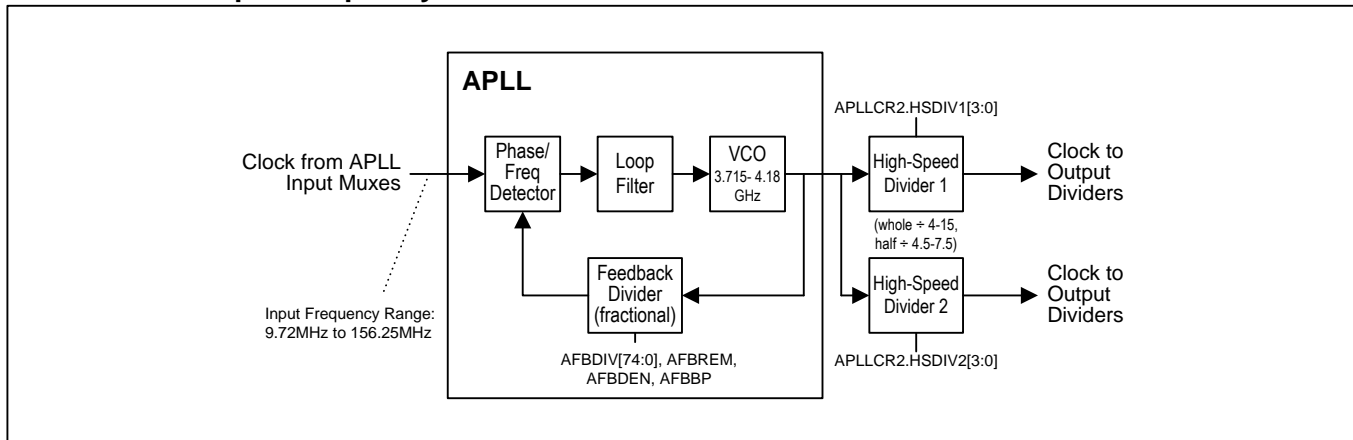 APLL
APLLCR2.HSDIV1[3:0]
Clock from APLL
Input Muxes
Phase/
Freq
Detector
Loop
Filter
VCO
3.715- 4.18
GHz
High-Speed
Divider 1
Clock to
Output
Dividers
(whole ÷ 4-15,
half ÷ 4.5-7.5)
Feedback
Divider
(fractional)
High-Speed
Divider 2
Clock to
Output
Dividers
Input Frequency Range:
9.72MHz to 156.25MHz
AFBDIV[74:0], AFBREM,
AFBDEN, AFBBP
APLLCR2.HSDIV2[3:0]